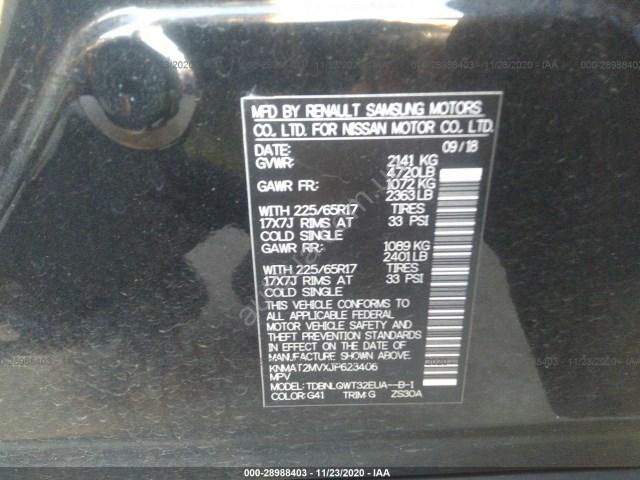 MFD BY RENAULT SAMSUNG MOTORS
CO., LTD. FOR NISSAN MOTOR CO., LTD.
DATE: 09/18
GVWR: 2141 KG
4720LB
GAWR FR: 1072 KG
2363LB
WITH 225/65R17 TIRES
17X7J RIMS AT 33 PSI
COLD SINGLE
GAWR RR: 1089 KG
2401LB
WITH 225/65R17 TIRES
17X7J RIMS AT 33 PSI
COLD SINGLE
THIS VEHICLE CONFORMS TO
ALL APPLICABLE FEDERAL
MOTOR VEHICLE SAFETY AND
THEFT PREVENTION STANDARDS
IN EFFECT ON THE DATE OF
MANUFACTURE SHOWN ABOVE.
KNMAT2MVXJP623406
MPV
MODEL: TDBNLQWT32EUA--B-1
COLOR: G41 TRIM: G ZS30A
000-28988403 - 11/23/2020 - IAA